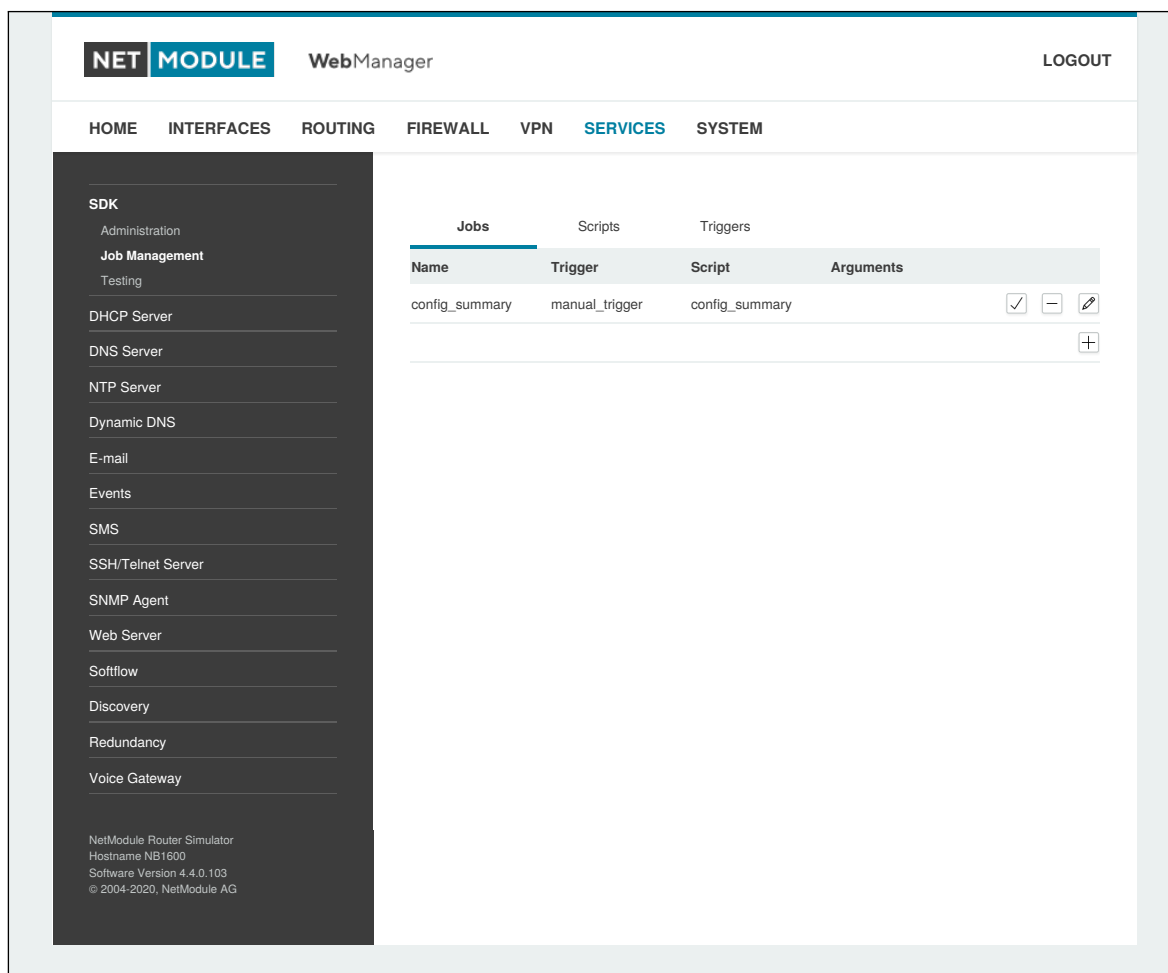 NET MODULE WebManager LOGOUT
HOME INTERFACES ROUTING FIREWALL VPN SERVICES SYSTEM
SDK
Administration
Job Management
Testing
DHCP Server
DNS Server
NTP Server
Dynamic DNS
E-mail
Events
SMS
SSH/Telnet Server
SNMP Agent
Web Server
Softflow
Discovery
Redundancy
Voice Gateway
NetModule Router Simulator
Hostname NB1600
Software Version 4.4.0.103
© 2004-2020, NetModule AG
Jobs Scripts Triggers
Name Trigger Script Arguments
config_summary manual_trigger config_summary